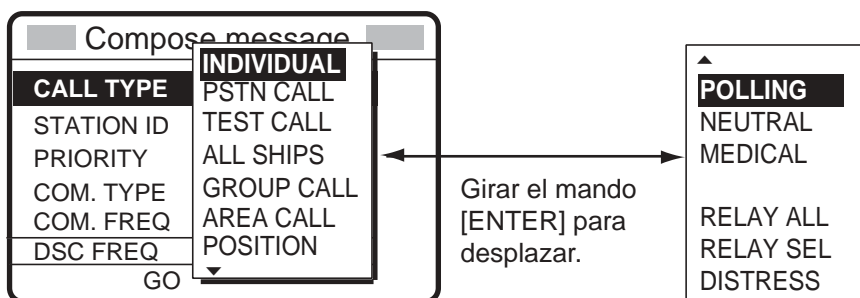 Compose message
CALL TYPE
STATION ID
PRIORITY
COM. TYPE
COM. FREQ
DSC FREQ
GO
INDIVIDUAL
PSTN CALL
TEST CALL
ALL SHIPS
GROUP CALL
AREA CALL
POSITION
Girar el mando
[ENTER] para
desplazar.
POLLING
NEUTRAL
MEDICAL
RELAY ALL
RELAY SEL
DISTRESS